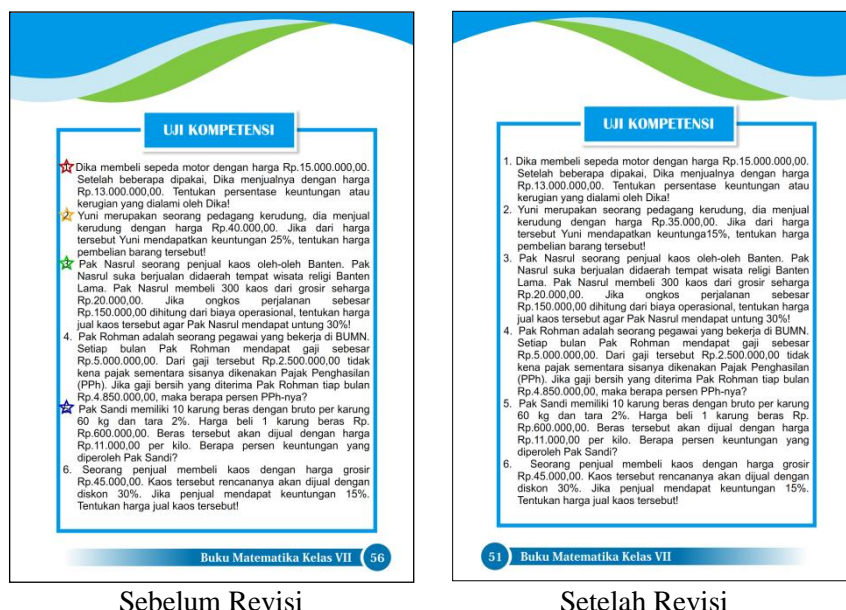 UJI KOMPETENSI
1. Dika membeli sepeda motor dengan harga Rp.15.000.000,00.
Setelah beberapa dipakai, Dika menjualnya dengan harga
Rp.13.000.000,00. Tentukan persentase keuntungan atau
kerugian yang dialami oleh Dika!
2. Yuni merupakan seorang pedagang kerudung, dia menjual
kerudung dengan harga Rp.40.000,00. Jika dari harga
tersebut Yuni mendapatkan keuntungan 25%, tentukan harga
pembelian barang tersebut!
3. Pak Nasrul seorang penjual kaos oleh-oleh Banten. Pak
Nasrul suka berjualan didaerah tempat wisata religi Banten
Lama. Pak Nasrul membeli 300 kaos dari grosir seharga
Rp.20.000,00. Jika ongkos perjalanan sebesar
Rp.150.000,00 dihitung dari biaya operasional, tentukan harga
jual kaos tersebut agar Pak Nasrul mendapat untung 30%!
4. Pak Rohman adalah seorang pegawai yang bekerja di BUMN.
Setiap bulan Pak Rohman mendapat gaji sebesar
Rp.5.000.000,00. Dari gaji tersebut Rp.2.500.000,00 tidak
kena pajak sementara sisanya dikenakan Pajak Penghasilan
(PPh). Jika gaji bersih yang diterima Pak Rohman tiap bulan
Rp.4.850.000,00, maka berapa persen PPh-nya?
5. Pak Sandi memiliki 10 karung beras dengan bruto per karung
60 kg dan tara 2%. Harga beli 1 karung beras Rp.
Rp.600.000,00. Beras tersebut akan dijual dengan harga
Rp.11.000,00 per kilo. Berapa persen keuntungan yang
diperoleh Pak Sandi?
6. Seorang penjual membeli kaos dengan harga grosir
Rp.45.000,00. Kaos tersebut rencananya akan dijual dengan
diskon 30%. Jika penjual mendapat keuntungan 15%.
Tentukan harga jual kaos tersebut!
Buku Matematika Kelas VII 56
Sebelum Revisi
UJI KOMPETENSI
1. Dika membeli sepeda motor dengan harga Rp.15.000.000,00.
Setelah beberapa dipakai, Dika menjualnya dengan harga
Rp.13.000.000,00. Tentukan persentase keuntungan atau
kerugian yang dialami oleh Dika!
2. Yuni merupakan seorang pedagang kerudung, dia menjual
kerudung dengan harga Rp.35.000,00. Jika dari harga
tersebut Yuni mendapatkan keuntunga15%, tentukan harga
pembelian barang tersebut!
3. Pak Nasrul seorang penjual kaos oleh-oleh Banten. Pak
Nasrul suka berjualan didaerah tempat wisata religi Banten
Lama. Pak Nasrul membeli 300 kaos dari grosir seharga
Rp.20.000,00. Jika ongkos perjalanan sebesar
Rp.150.000,00 dihitung dari biaya operasional, tentukan harga
jual kaos tersebut agar Pak Nasrul mendapat untung 30%!
4. Pak Rohman adalah seorang pegawai yang bekerja di BUMN.
Setiap bulan Pak Rohman mendapat gaji sebesar
Rp.5.000.000,00. Dari gaji tersebut Rp.2.500.000,00 tidak
kena pajak sementara sisanya dikenakan Pajak Penghasilan
(PPh). Jika gaji bersih yang diterima Pak Rohman tiap bulan
Rp.4.850.000,00, maka berapa persen PPh-nya?
5. Pak Sandi memiliki 10 karung beras dengan bruto per karung
60 kg dan tara 2%. Harga beli 1 karung beras Rp.
Rp.600.000,00. Beras tersebut akan dijual dengan harga
Rp.11.000,00 per kilo. Berapa persen keuntungan yang
diperoleh Pak Sandi?
6. Seorang penjual membeli kaos dengan harga grosir
Rp.45.000,00. Kaos tersebut rencananya akan dijual dengan
diskon 30%. Jika penjual mendapat keuntungan 15%.
Tentukan harga jual kaos tersebut!
51 Buku Matematika Kelas VII
Setelah Revisi